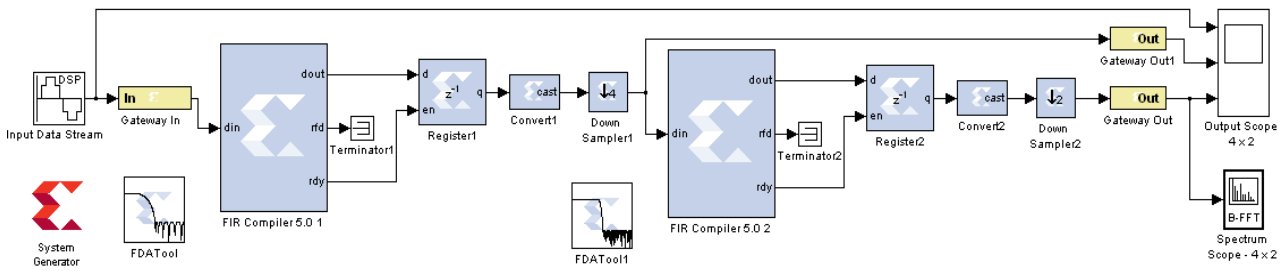 DSP
Input Data Stream
In
Gateway In
din
dout
rfd
rdy
FIR Compiler 5.0 1
Terminator1
d
en
z-1
q
Register1
cast
Convert1
↓4
Down
Sampler1
din
dout
rfd
rdy
FIR Compiler 5.0 2
Terminator2
d
en
z-1
q
Register2
cast
Convert2
↓2
Down
Sampler2
Out
Gateway Out1
Out
Gateway Out
Output Scope
4 x 2
B-FFT
Spectrum
Scope - 4 x 2
System
Generator
FDATool
FDATool1